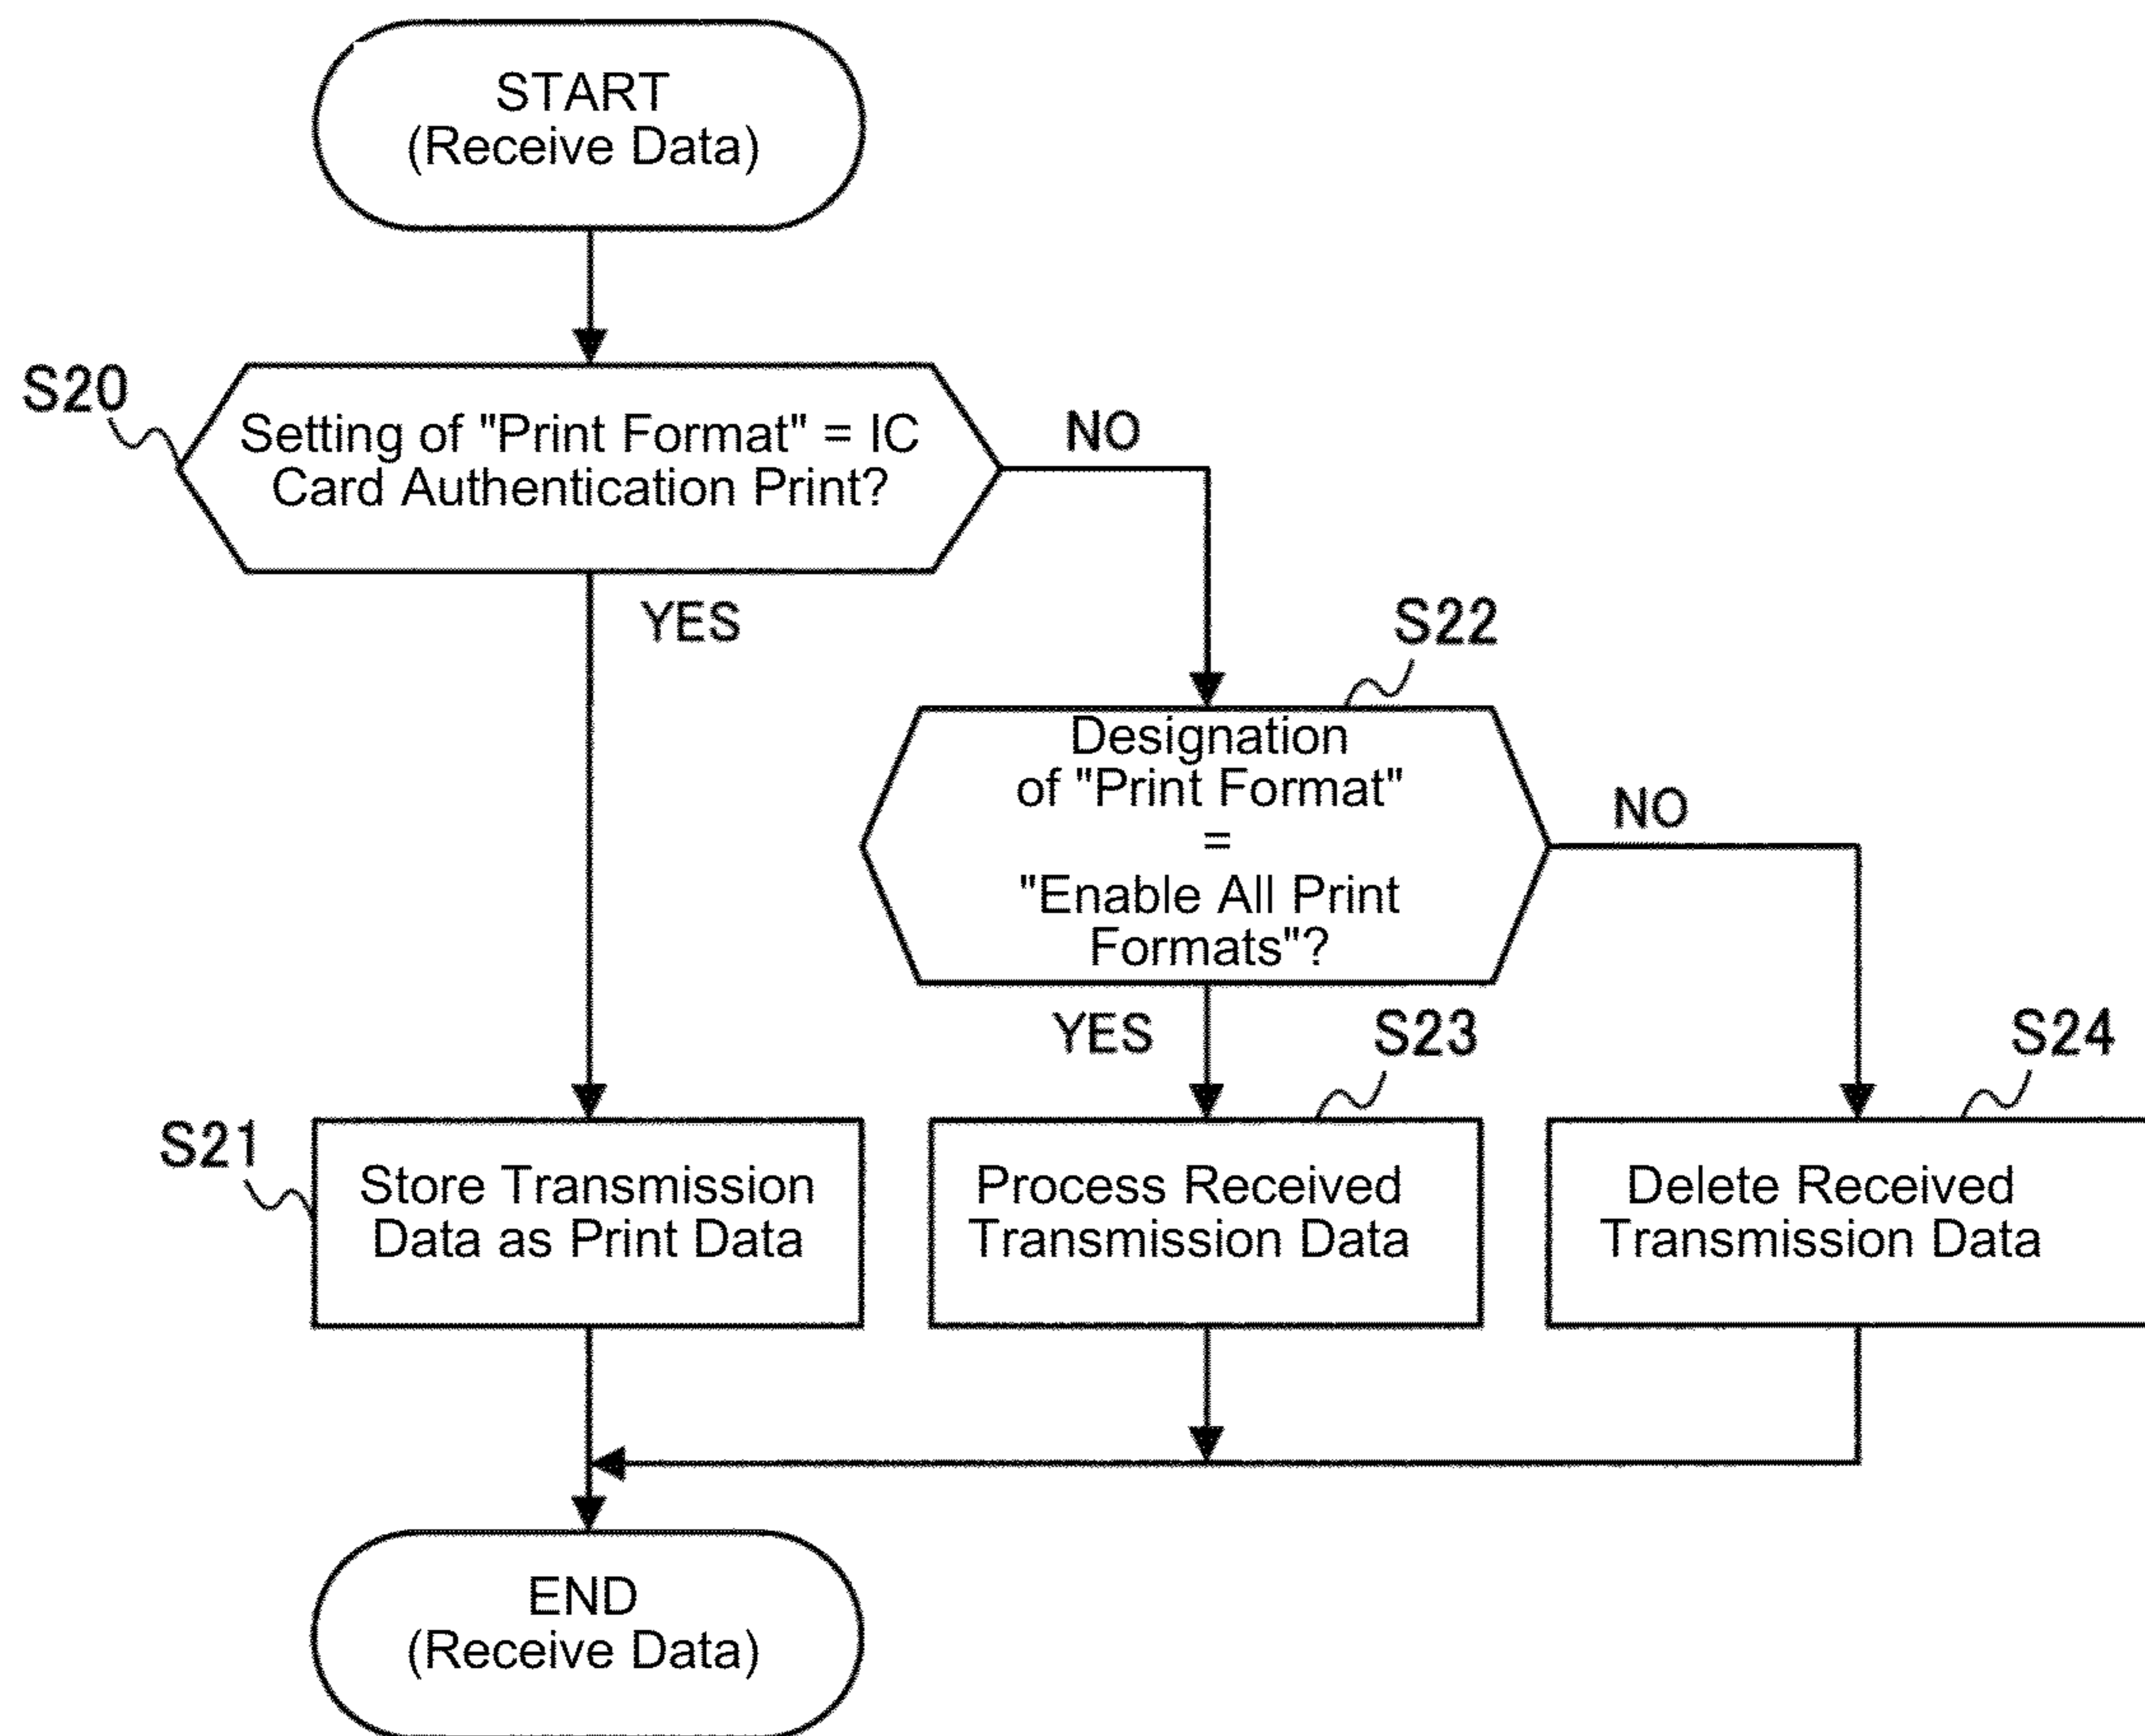 START
(Receive Data)
S20
Setting of "Print Format" = IC
Card Authentication Print?
NO
YES
S22
Designation
of "Print Format"
=
"Enable All Print
Formats"?
NO
YES
S23
S24
S21
Store Transmission
Data as Print Data
Process Received
Transmission Data
Delete Received
Transmission Data
END
(Receive Data)